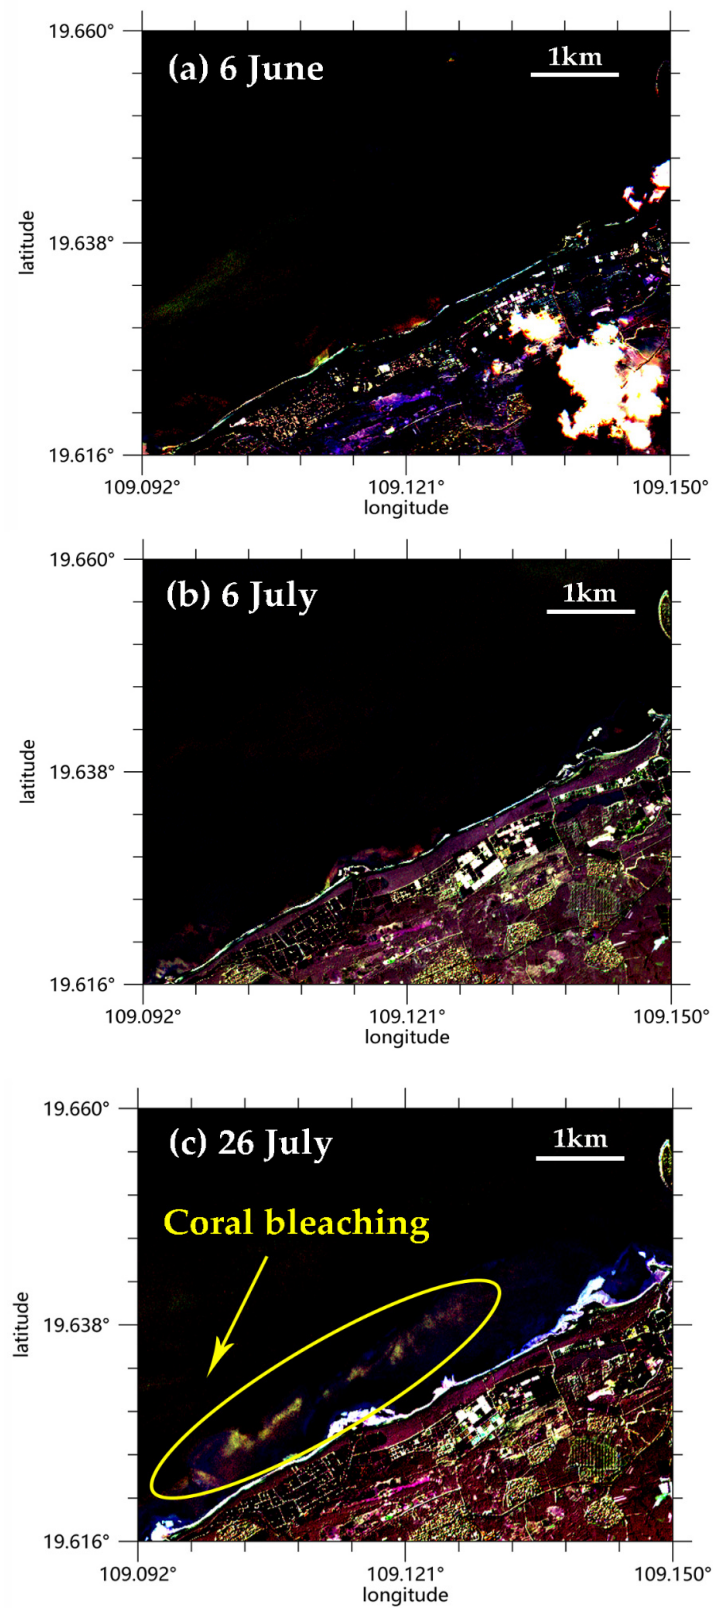 19.660°
(a) 6 June
1km
latitude
19.638°
19.616°
109.092°
109.121°
109.150°
longitude
19.660°
(b) 6 July
1km
latitude
19.638°
19.616°
109.092°
109.121°
109.150°
longitude
19.660°
(c) 26 July
1km
Coral bleaching
latitude
19.638°
19.616°
109.092°
109.121°
109.150°
longitude